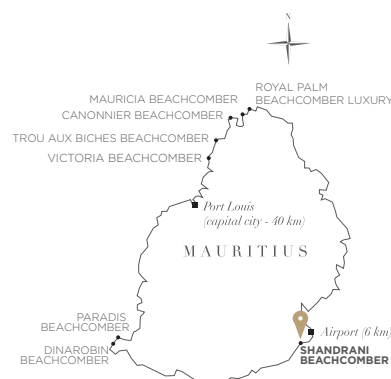 N
ROYAL PALM
BEACHCOMBER LUXURY
MAURICIA BEACHCOMBER
CANONNIER BEACHCOMBER
TROU AUX BICHES BEACHCOMBER
VICTORIA BEACHCOMBER
Port Louis
(capital city - 40 km)
MAURITIUS
PARADIS
BEACHCOMBER
DINAROBIN
BEACHCOMBER
Airport (6 km)
SHANDRANI
BEACHCOMBER